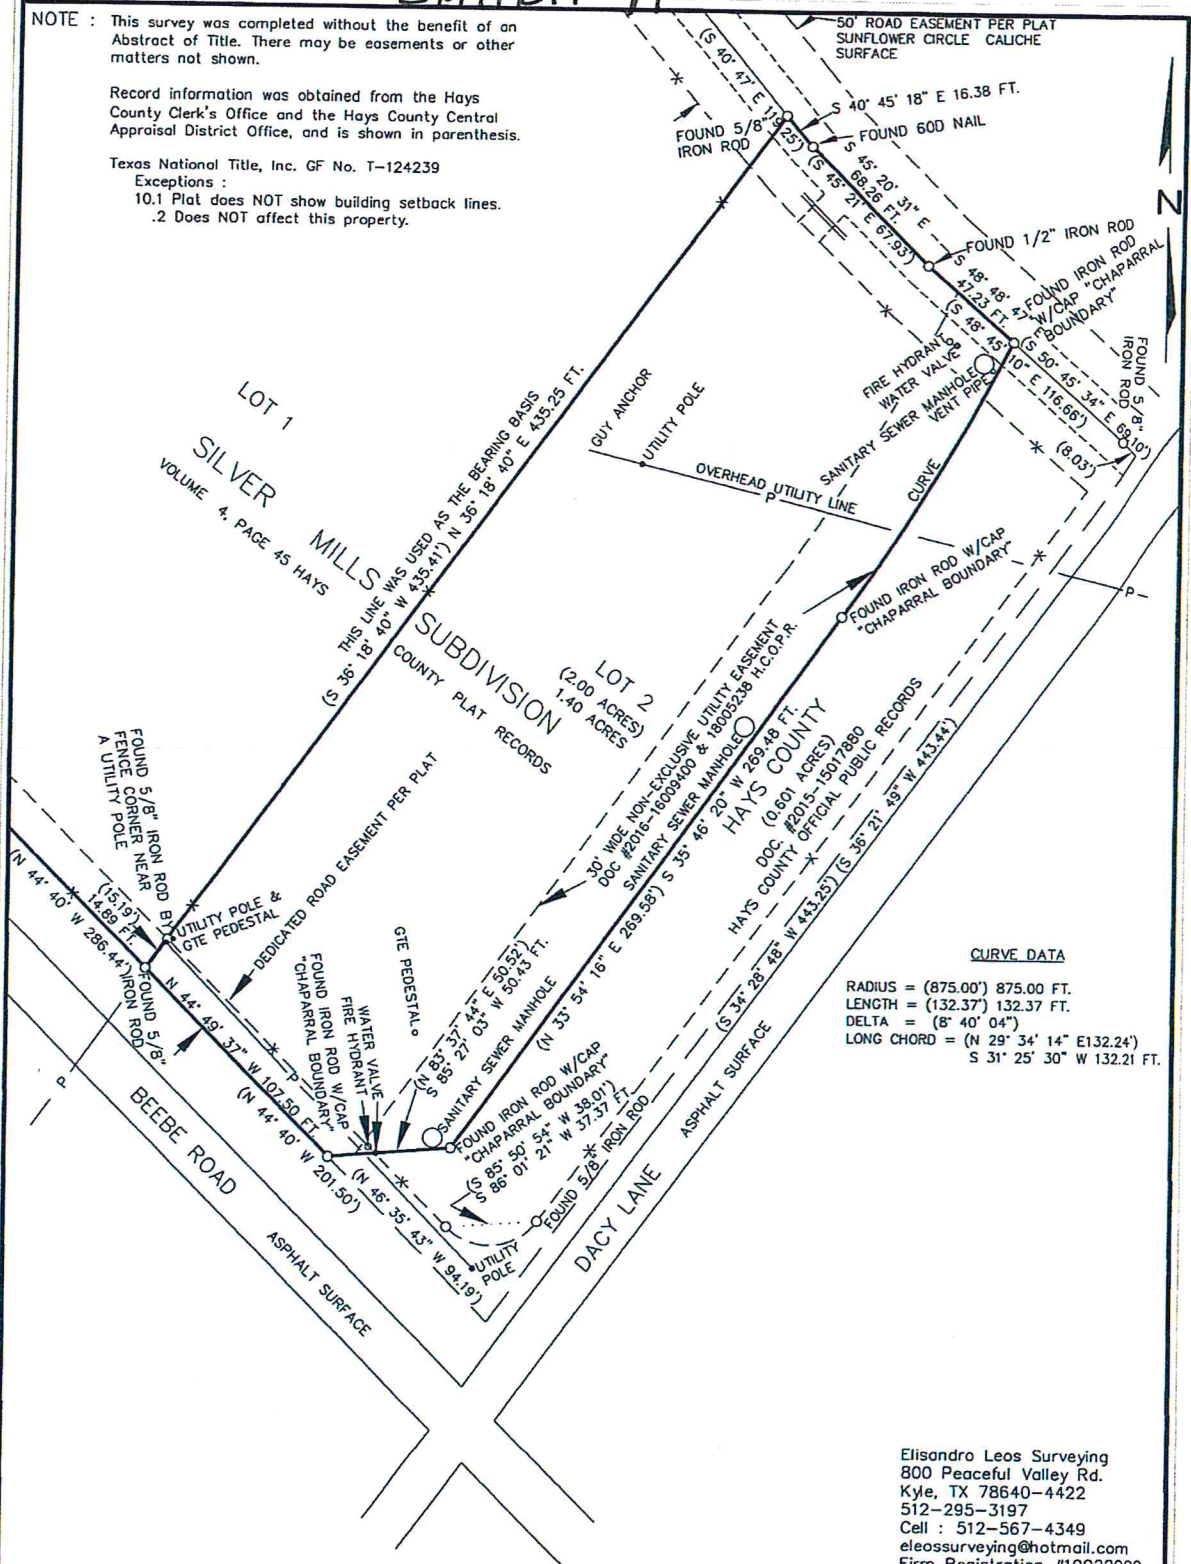 NOTE : This survey was completed without the benefit of an
Abstract of Title. There may be easements or other
matters not shown.
Record information was obtained from the Hays
County Clerk's Office and the Hays County Central
Appraisal District Office, and is shown in parenthesis.
Texas National Title, Inc. GF No. T-124239
Exceptions :
10.1 Plat does NOT show building setback lines.
.2 Does NOT affect this property.
50' ROAD EASEMENT PER PLAT
SUNFLOWER CIRCLE CALICHE
SURFACE
(S 40° 47' E 119.25')
S 40° 45' 18" E 16.38 FT.
FOUND 5/8"
IRON ROD
FOUND 60D NAIL
S 45° 20' 31" E
68.26 FT.
(S 45° 21' E 67.93')
FOUND 1/2" IRON ROD
S 48° 48' 47" E
47.23 FT.
FOUND IRON ROD
W/CAP "CHAPARRAL
BOUNDARY"
N
(S 48° 45' 10" E 116.66')
(S 50° 45' 34" E 69.10')
FOUND 5/8"
IRON ROD
(8.03')
FIRE HYDRANT
WATER VALVE
SANITARY SEWER MANHOLE
VENT PIPE
GUY ANCHOR
UTILITY POLE
OVERHEAD UTILITY LINE
P
CURVE
FOUND IRON ROD W/CAP
"CHAPARRAL BOUNDARY"
P
LOT 1
SILVER MILLS SUBDIVISION
VOLUME 4, PAGE 45 HAYS COUNTY PLAT RECORDS
THIS LINE WAS USED AS THE BEARING BASIS
(S 36° 18' 40" W 435.41') N 36° 18' 40" E 435.25 FT.
LOT 2
(2.00 ACRES)
1.40 ACRES
30' WIDE NON-EXCLUSIVE UTILITY EASEMENT
DOC #2016-16009400 & 18005238 H.C.O.P.R.
SANITARY SEWER MANHOLE
(N 33° 54' 16" E 269.58') S 35° 46' 20" W 269.48 FT.
HAYS COUNTY
(0.601 ACRES)
DOC. #2015-15017880
HAYS COUNTY OFFICIAL PUBLIC RECORDS
(S 34° 28' 48" W 443.25') (S 36° 21' 49" W 443.44')
FOUND 5/8" IRON ROD BY
FENCE CORNER NEAR
A UTILITY POLE
(15.19')
14.89 FT.
UTILITY POLE &
GTE PEDESTAL
DEDICATED ROAD EASEMENT PER PLAT
(N 44° 40' W 286.44')
FOUND 5/8"
IRON ROD
N 44° 49' 37" W 107.50 FT.
(N 44° 40' W 201.50')
P
P
GTE PEDESTAL
WATER VALVE
FIRE HYDRANT
FOUND IRON ROD W/CAP
"CHAPARRAL BOUNDARY"
(N 83° 37' 44" E 50.52')
S 85° 27' 03" W 50.43 FT.
SANITARY SEWER MANHOLE
FOUND IRON ROD W/CAP
"CHAPARRAL BOUNDARY"
(S 85° 50' 54" W 38.01')
S 86° 01' 21" W 37.37 FT.
FOUND 5/8 IRON ROD
(N 46° 35' 43" W 94.19')
UTILITY
POLE
BEEBE ROAD
ASPHALT SURFACE
DACY LANE
ASPHALT SURFACE
CURVE DATA
RADIUS = (875.00') 875.00 FT.
LENGTH = (132.37') 132.37 FT.
DELTA = (8° 40' 04")
LONG CHORD = (N 29° 34' 14" E132.24')
S 31° 25' 30" W 132.21 FT.
Elisandro Leos Surveying
800 Peaceful Valley Rd.
Kyle, TX 78640-4422
512-295-3197
Cell : 512-567-4349
eleossurveying@hotmail.com
Firm Registration